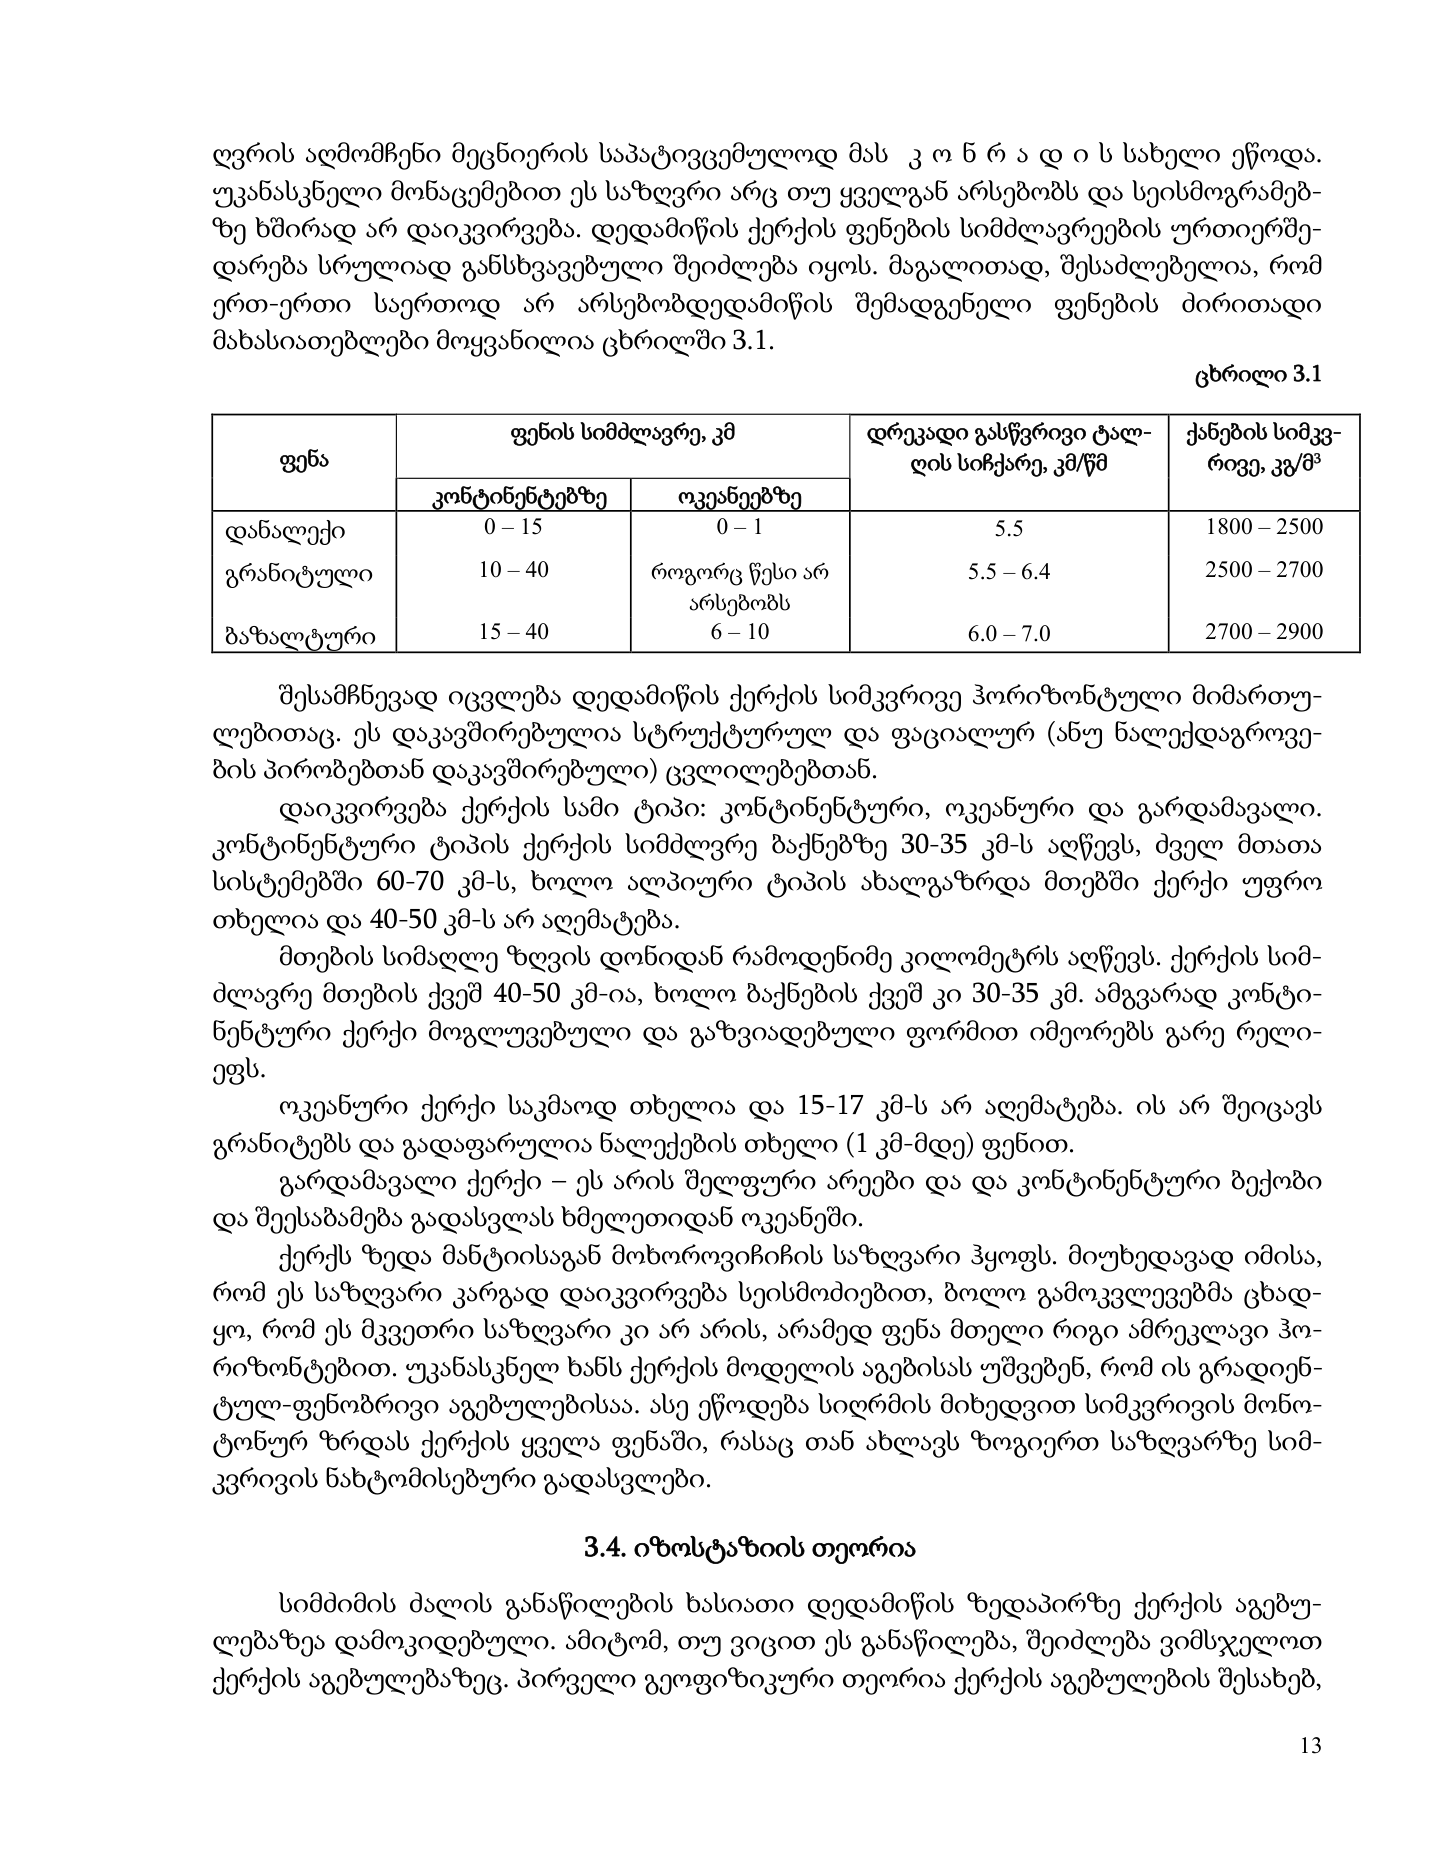 ღვრის აღმომჩენი მეცნიერის საპატივცემულოდ მას კ ო ნ რ ა დ ი ს სახელი ეწოდა.
უკანასკნელი მონაცემებით ეს საზღვრი არც თუ ყველგან არსებობს და სეისმოგრამებ-
ზე ხშირად არ დაიკვირვება. დედამიწის ქერქის ფენების სიმძლავრეების ურთიერშე-
დარება სრულიად განსხვავებული შეიძლება იყოს. მაგალითად, შესაძლებელია, რომ
ერთ-ერთი საერთოდ არ არსებობდედამიწის შემადგენელი ფენების ძირითადი
მახასიათებლები მოყვანილია ცხრილში 3.1.
ცხრილი 3.1
ფენა
ფენის სიმძლავრე, კმ
დრეკადი გასწვრივი ტალ-
ღის სიჩქარე, კმ/წმ
ქანების სიმკვ-
რივე, კგ/მ³
კონტინენტებზე ოკეანეებზე
დანალექი 0 – 15 0 – 1 5.5 1800 – 2500
გრანიტული 10 – 40 როგორც წესი არ 5.5 – 6.4 2500 – 2700
არსებობს
ბაზალტური 15 – 40 6 – 10 6.0 – 7.0 2700 – 2900
შესამჩნევად იცვლება დედამიწის ქერქის სიმკვრივე ჰორიზონტული მიმართუ-
ლებითაც. ეს დაკავშირებულია სტრუქტურულ და ფაციალურ (ანუ ნალექდაგროვე-
ბის პირობებთან დაკავშირებული) ცვლილებებთან.
დაიკვირვება ქერქის სამი ტიპი: კონტინენტური, ოკეანური და გარდამავალი.
კონტინენტური ტიპის ქერქის სიმძლვრე ბაქნებზე 30-35 კმ-ს აღწევს, ძველ მთათა
სისტემებში 60-70 კმ-ს, ხოლო ალპიური ტიპის ახალგაზრდა მთებში ქერქი უფრო
თხელია და 40-50 კმ-ს არ აღემატება.
მთების სიმაღლე ზღვის დონიდან რამოდენიმე კილომეტრს აღწევს. ქერქის სიმ-
ძლავრე მთების ქვეშ 40-50 კმ-ია, ხოლო ბაქნების ქვეშ კი 30-35 კმ. ამგვარად კონტი-
ნენტური ქერქი მოგლუვებული და გაზვიადებული ფორმით იმეორებს გარე რელი-
ეფს.
ოკეანური ქერქი საკმაოდ თხელია და 15-17 კმ-ს არ აღემატება. ის არ შეიცავს
გრანიტებს და გადაფარულია ნალექების თხელი (1 კმ-მდე) ფენით.
გარდამავალი ქერქი – ეს არის შელფური არეები და და კონტინენტური ბექობი
და შეესაბამება გადასვლას ხმელეთიდან ოკეანეში.
ქერქს ზედა მანტიისაგან მოხოროვიჩიჩის საზღვარი ჰყოფს. მიუხედავად იმისა,
რომ ეს საზღვარი კარგად დაიკვირვება სეისმოძიებით, ბოლო გამოკვლევებმა ცხად-
ყო, რომ ეს მკვეთრი საზღვარი კი არ არის, არამედ ფენა მთელი რიგი ამრეკლავი ჰო-
რიზონტებით. უკანასკნელ ხანს ქერქის მოდელის აგებისას უშვებენ, რომ ის გრადიენ-
ტულ-ფენობრივი აგებულებისაა. ასე ეწოდება სიღრმის მიხედვით სიმკვრივის მონო-
ტონურ ზრდას ქერქის ყველა ფენაში, რასაც თან ახლავს ზოგიერთ საზღვარზე სიმ-
კვრივის ნახტომისებური გადასვლები.
3.4. იზოსტაზიის თეორია
სიმძიმის ძალის განაწილების ხასიათი დედამიწის ზედაპირზე ქერქის აგებუ-
ლებაზეა დამოკიდებული. ამიტომ, თუ ვიცით ეს განაწილება, შეიძლება ვიმსჯელოთ
ქერქის აგებულებაზეც. პირველი გეოფიზიკური თეორია ქერქის აგებულების შესახებ,
13